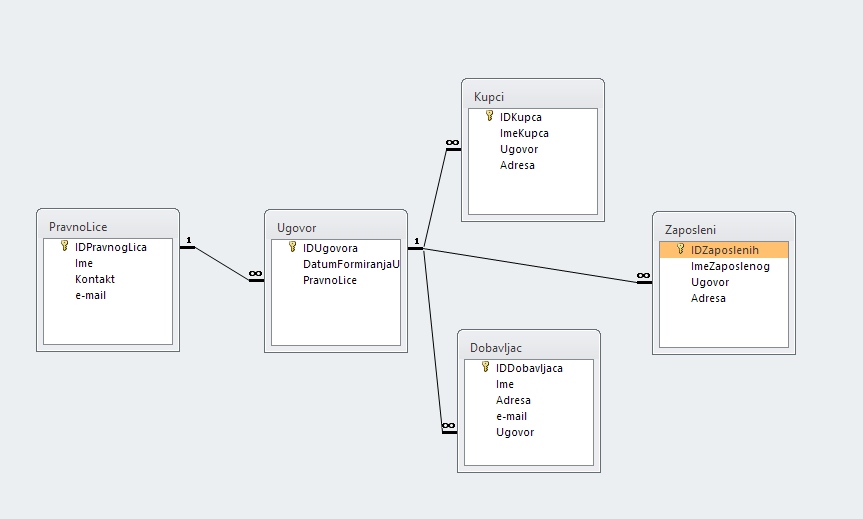 PravnoLice
IDPravnogLica
Ime
Kontakt
e-mail
1
∞
Ugovor
IDUgovora
DatumFormiranjaU
PravnoLice
1
∞
Kupci
IDKupca
ImeKupca
Ugovor
Adresa
∞
Zaposleni
IDZaposlenih
ImeZaposlenog
Ugovor
Adresa
∞
Dobavljac
IDDobavljaca
Ime
Adresa
e-mail
Ugovor